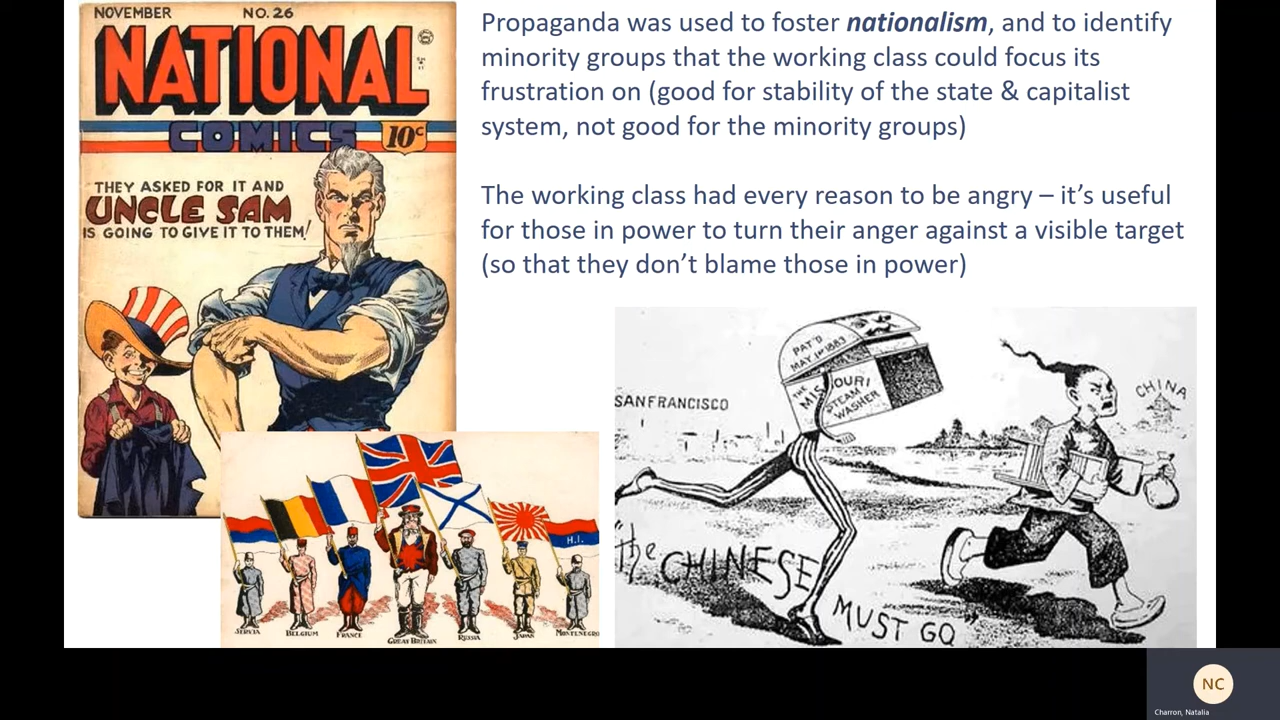 NOVEMBER NO. 26
NATIONAL
COMICS 10¢
THEY ASKED FOR IT AND
UNCLE SAM
IS GOING TO GIVE IT TO THEM!
Propaganda was used to foster nationalism, and to identify
minority groups that the working class could focus its
frustration on (good for stability of the state & capitalist
system, not good for the minority groups)
The working class had every reason to be angry – it’s useful
for those in power to turn their anger against a visible target
(so that they don’t blame those in power)
H.I.
SERVIA BELGIUM FRANCE GREAT BRITAIN RUSSIA JAPAN MONTENEGRO
PAT'D
MAY 1st 1883
THE MISSOURI
STEAM
WASHER
SANFRANCISCO
CHINA
"the CHINESE
MUST GO"
NC
Charron, Natalia